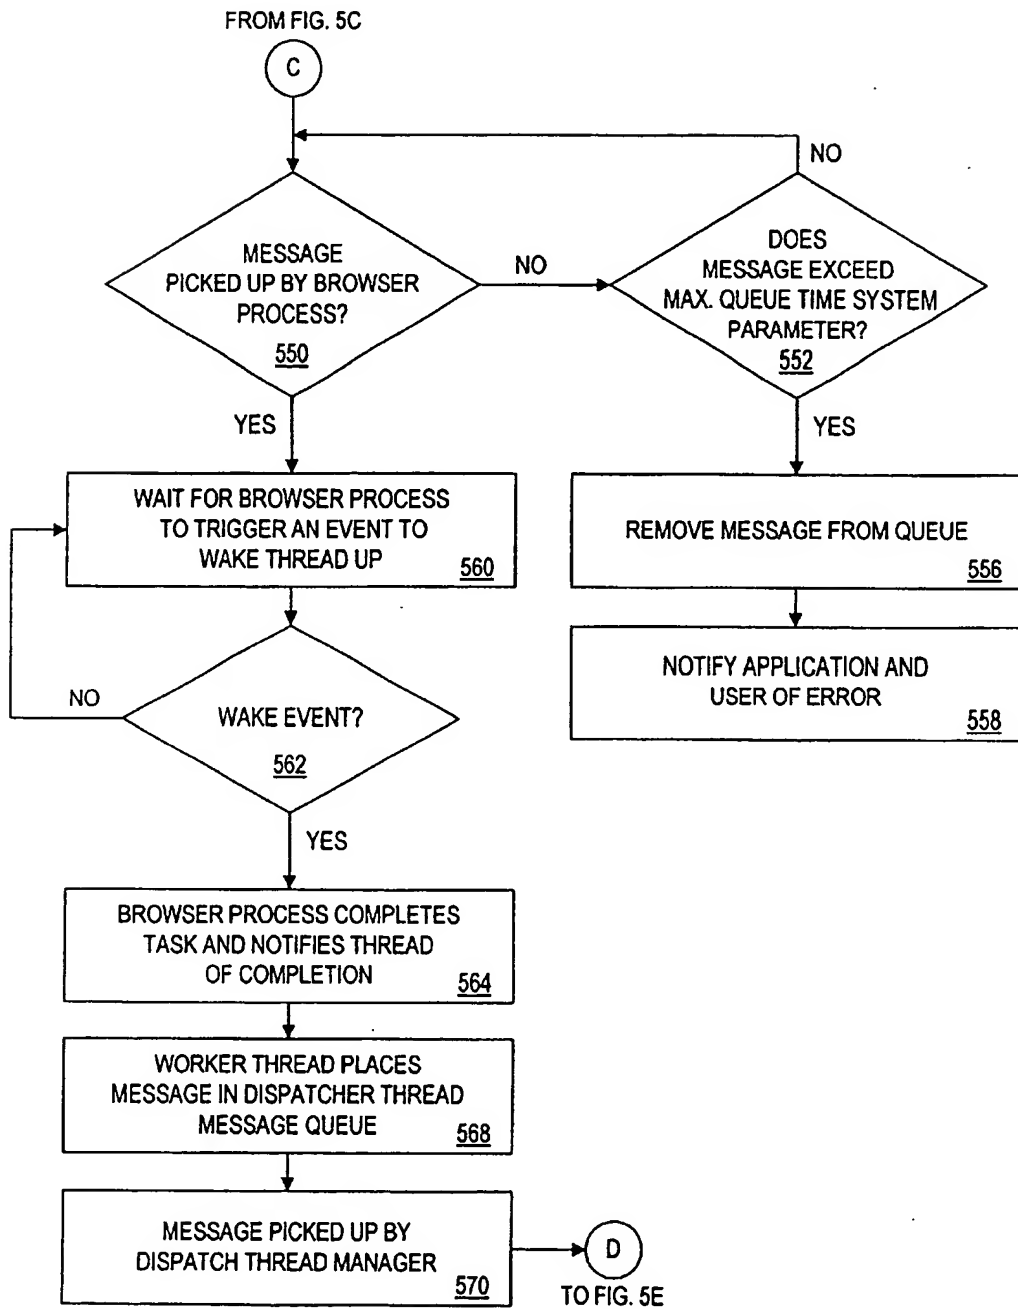 FROM FIG. 5C
C
NO
MESSAGE
PICKED UP BY BROWSER
PROCESS?
550
NO
DOES
MESSAGE EXCEED
MAX. QUEUE TIME SYSTEM
PARAMETER?
552
YES
YES
WAIT FOR BROWSER PROCESS
TO TRIGGER AN EVENT TO
WAKE THREAD UP
560
REMOVE MESSAGE FROM QUEUE
556
NOTIFY APPLICATION AND
USER OF ERROR
558
NO
WAKE EVENT?
562
YES
BROWSER PROCESS COMPLETES
TASK AND NOTIFIES THREAD
OF COMPLETION
564
WORKER THREAD PLACES
MESSAGE IN DISPATCHER THREAD
MESSAGE QUEUE
568
MESSAGE PICKED UP BY
DISPATCH THREAD MANAGER
570
D
TO FIG. 5E